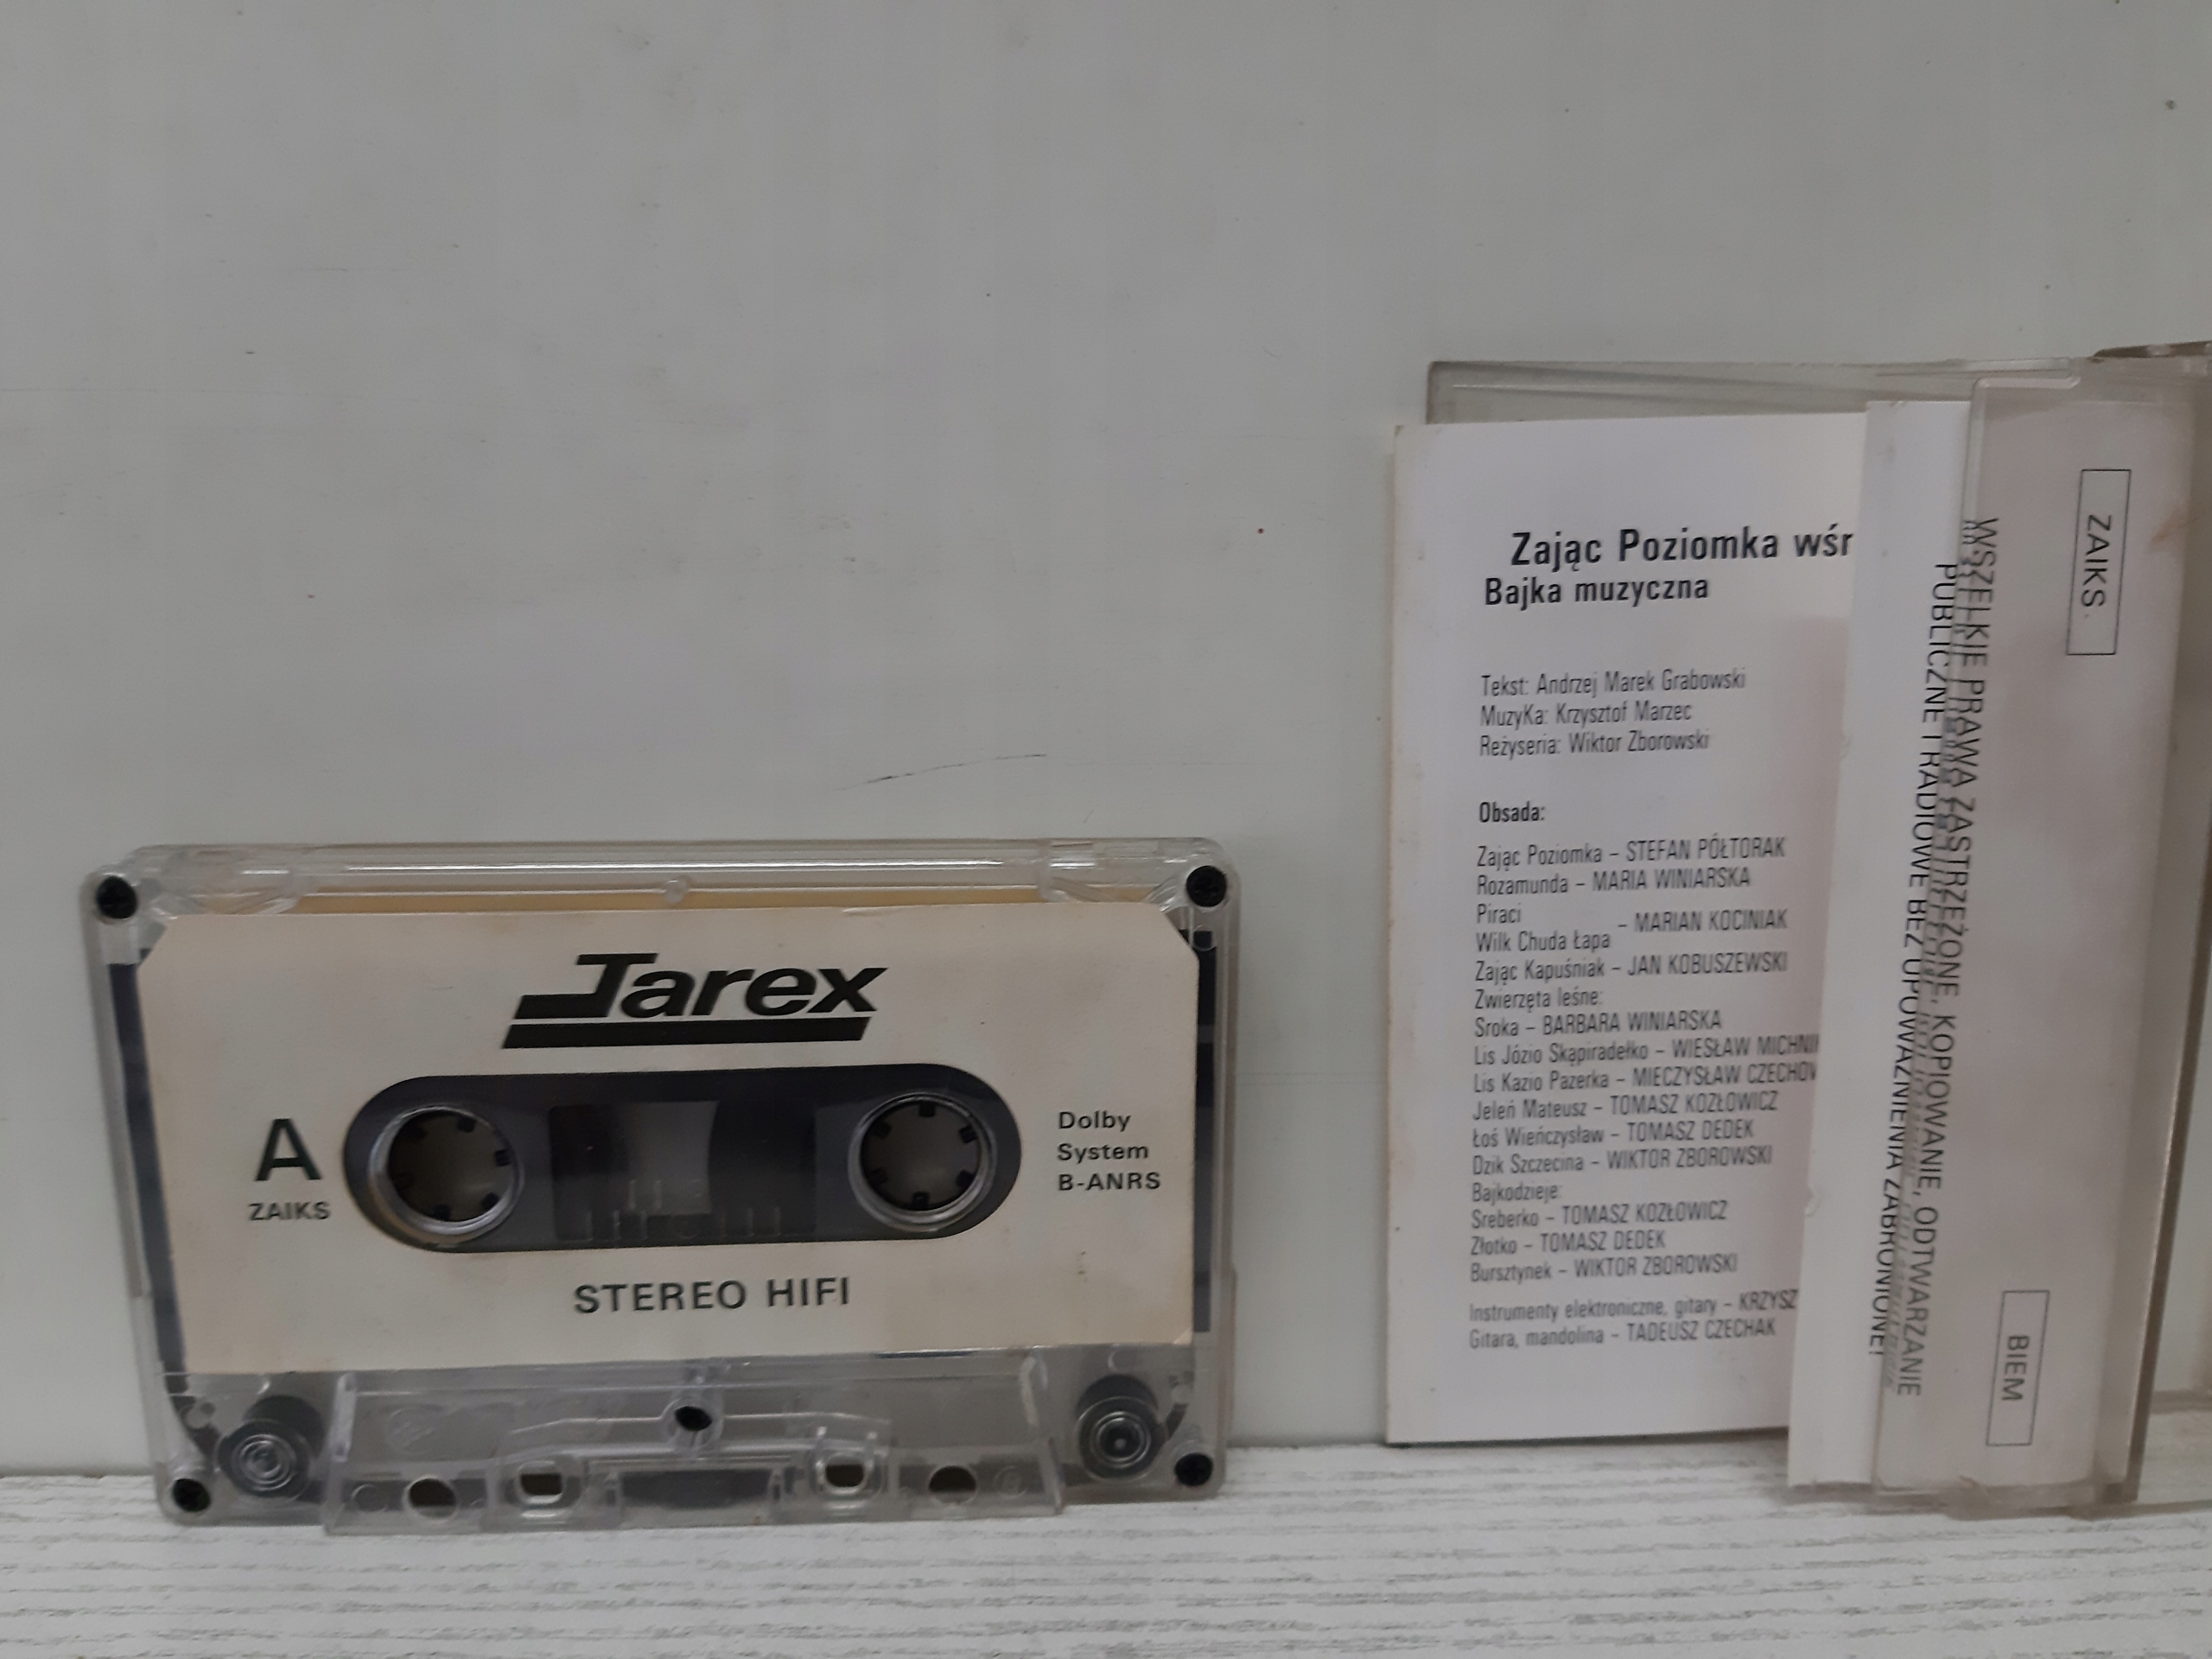 Jarex
A
ZAIKS
Dolby
System
B-ANRS
STEREO HIFI
Zając Poziomka wśr
Bajka muzyczna
Tekst: Andrzej Marek Grabowski
MuzyKa: Krzysztof Marzec
Reżyseria: Wiktor Zborowski
Obsada:
Zając Poziomka – STEFAN PÓŁTORAK
Rozamunda – MARIA WINIARSKA
Piraci
Wilk Chuda Łapa – MARIAN KOCINIAK
Zając Kapuśniak – JAN KOBUSZEWSKI
Zwierzęta leśne:
Sroka – BARBARA WINIARSKA
Lis Józio Skąpiradełko – WIESŁAW MICHNI
Lis Kazio Pazerka – MIECZYSŁAW CZECHOW
Jeleń Mateusz – TOMASZ KOZŁOWICZ
Łoś Wieńczysław – TOMASZ DEDEK
Dzik Szczecina – WIKTOR ZBOROWSKI
Bajkodzieje:
Sreberko – TOMASZ KOZŁOWICZ
Złotko – TOMASZ DEDEK
Bursztynek – WIKTOR ZBOROWSKI
Instrumenty elektroniczne, gitary – KRZYSZ
Gitara, mandolina – TADEUSZ CZECHAK
ZAIKS.
BIEM
WSZELKIE PRAWA ZASTRZEŻONE, KOPIOWANIE, ODTWARZANIE
PUBLICZNE I RADIOWE BEZ UPOWAŻNIENIA ZABRONIONE!